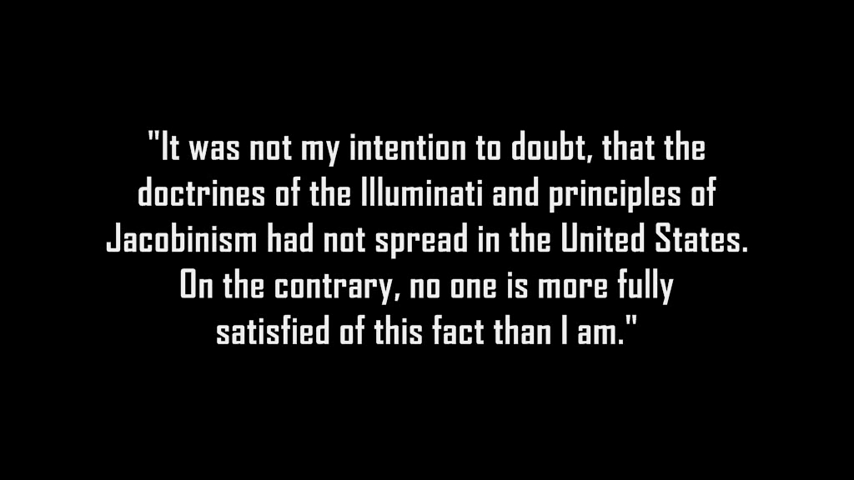 "It was not my intention to doubt, that the
doctrines of the Illuminati and principles of
Jacobinism had not spread in the United States.
On the contrary, no one is more fully
satisfied of this fact than I am."